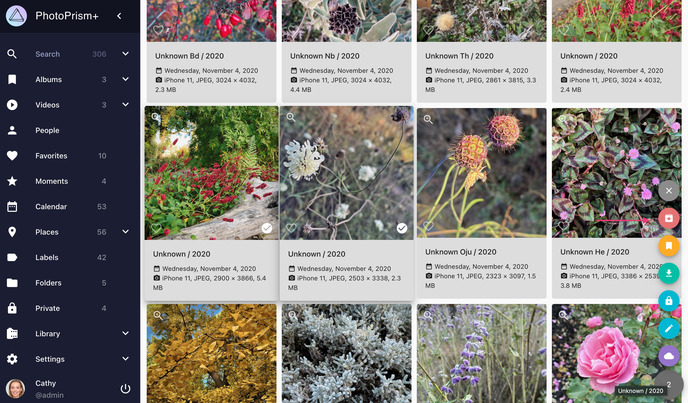 PhotoPrism+
Search 306
Albums 3
Videos 3
People
Favorites 10
Moments 4
Calendar 53
Places 56
Labels 42
Folders 5
Private 4
Library
Settings
Cathy
@admin
Unknown Bd / 2020
Wednesday, November 4, 2020
iPhone 11, JPEG, 3024 × 4032,
2.3 MB
Unknown Nb / 2020
Wednesday, November 4, 2020
iPhone 11, JPEG, 3024 × 4032,
4.4 MB
Unknown Th / 2020
Wednesday, November 4, 2020
iPhone 11, JPEG, 2861 × 3815, 3.3
MB
Unknown / 2020
Wednesday, November 4, 2020
iPhone 11, JPEG, 3024 × 4032,
2.4 MB
Unknown / 2020
Wednesday, November 4, 2020
iPhone 11, JPEG, 2900 × 3866, 5.4
MB
Unknown / 2020
Wednesday, November 4, 2020
iPhone 11, JPEG, 2503 × 3338, 2.3
MB
Unknown Oju / 2020
Wednesday, November 4, 2020
iPhone 11, JPEG, 2323 × 3097, 1.5
MB
Unknown He / 2020
Wednesday, November 4, 2020
iPhone 11, JPEG, 3386 × 2539
3.8 MB
2
Unknown / 2020